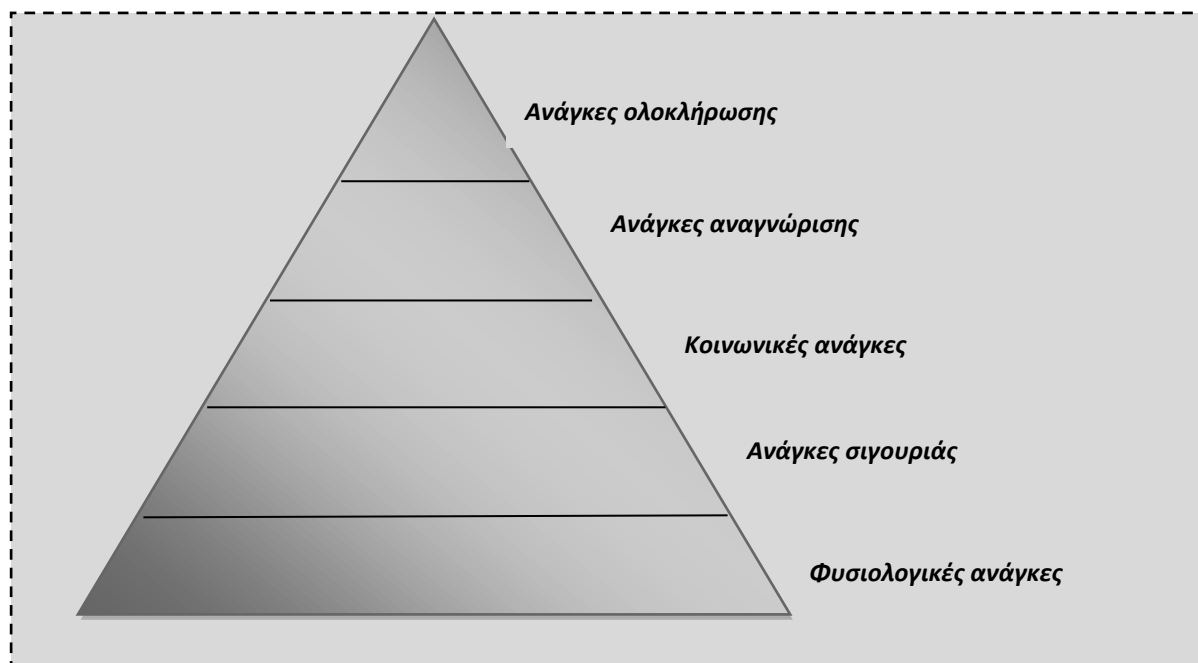 Ανάγκες ολοκλήρωσης
Ανάγκες αναγνώρισης
Κοινωνικές ανάγκες
Ανάγκες σιγουριάς
Φυσιολογικές ανάγκες